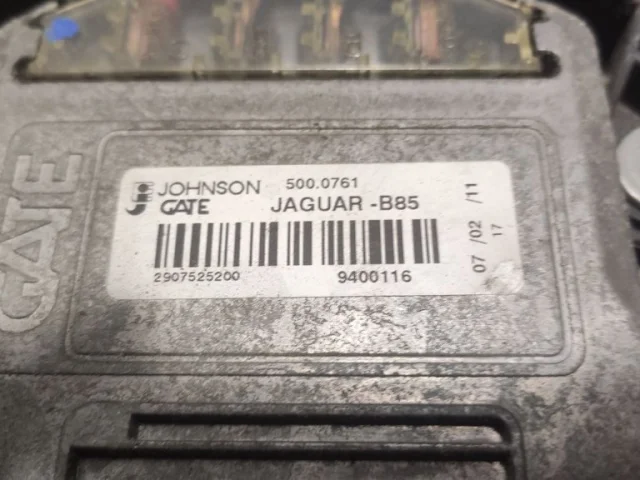 GATE
JOHNSON 500.0761
GATE JAGUAR -B85
2907525200 9400116
07 /02 /11
17